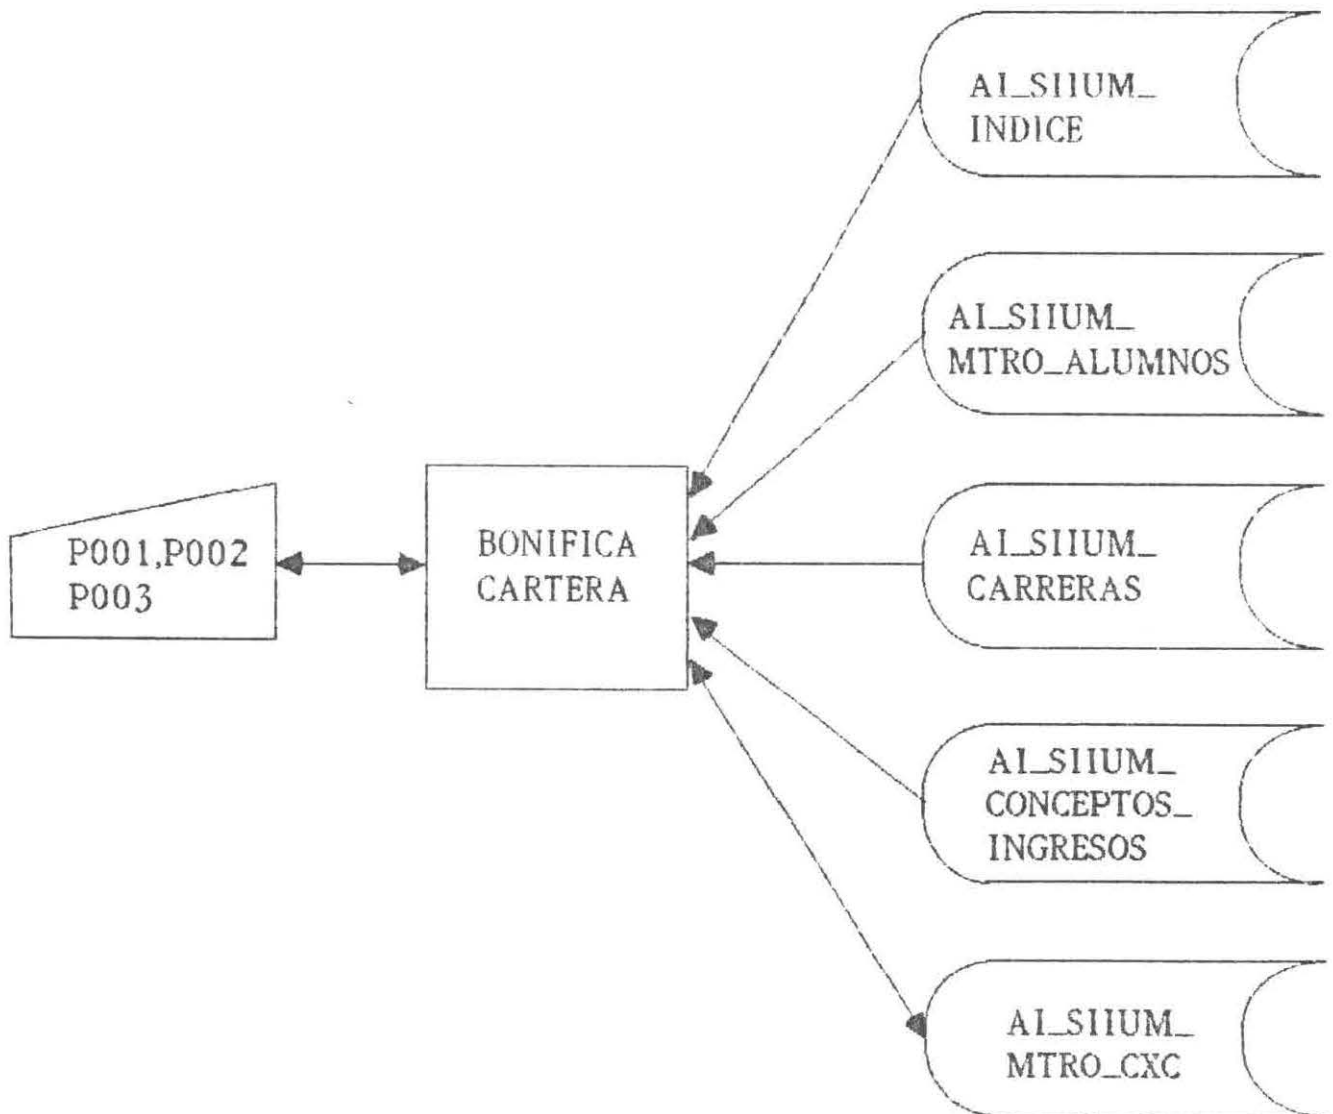 AI_SIIUM_
INDICE
AI_SIIUM_
MTRO_ALUMNOS
P001,P002
P003
BONIFICA
CARTERA
AI_SIIUM_
CARRERAS
AI_SIIUM_
CONCEPTOS_
INGRESOS
AI_SIIUM_
MTRO_CXC